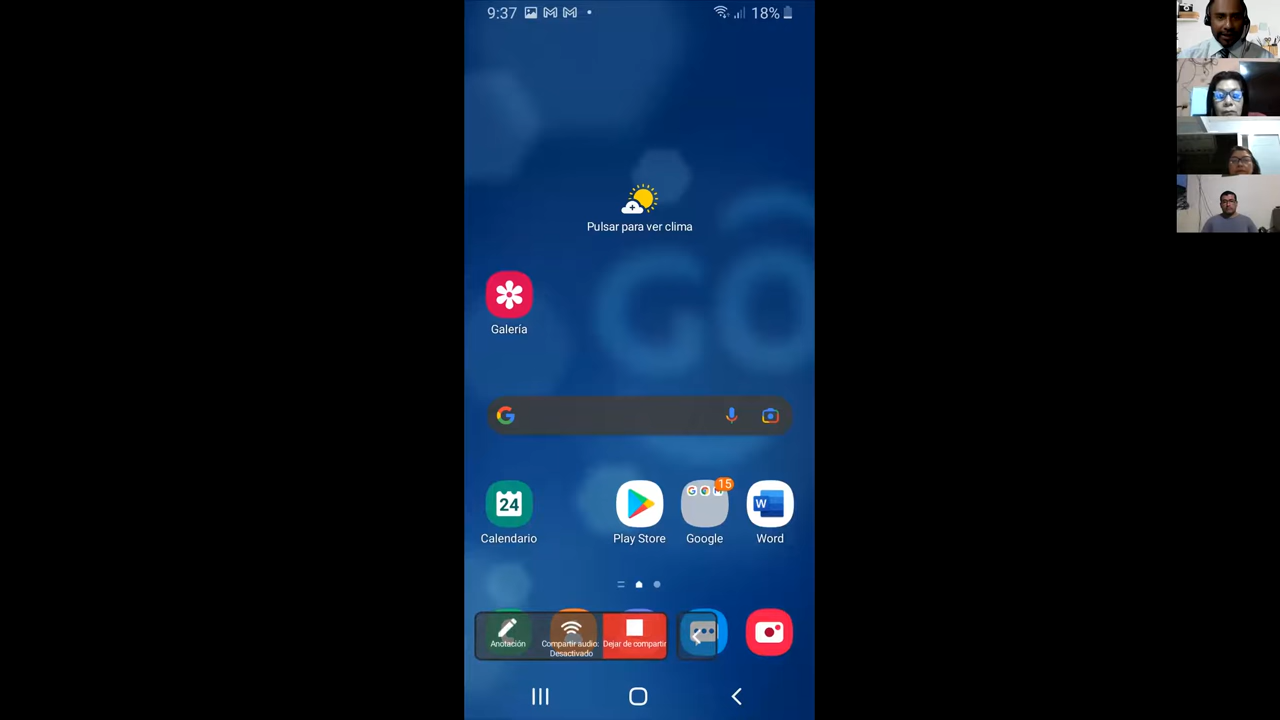 9:37
18%
Pulsar para ver clima
GO
Galería
G
24
15
W
Calendario
Play Store
Google
Word
Anotación
Compartir audio:
Desactivado
Dejar de compartir